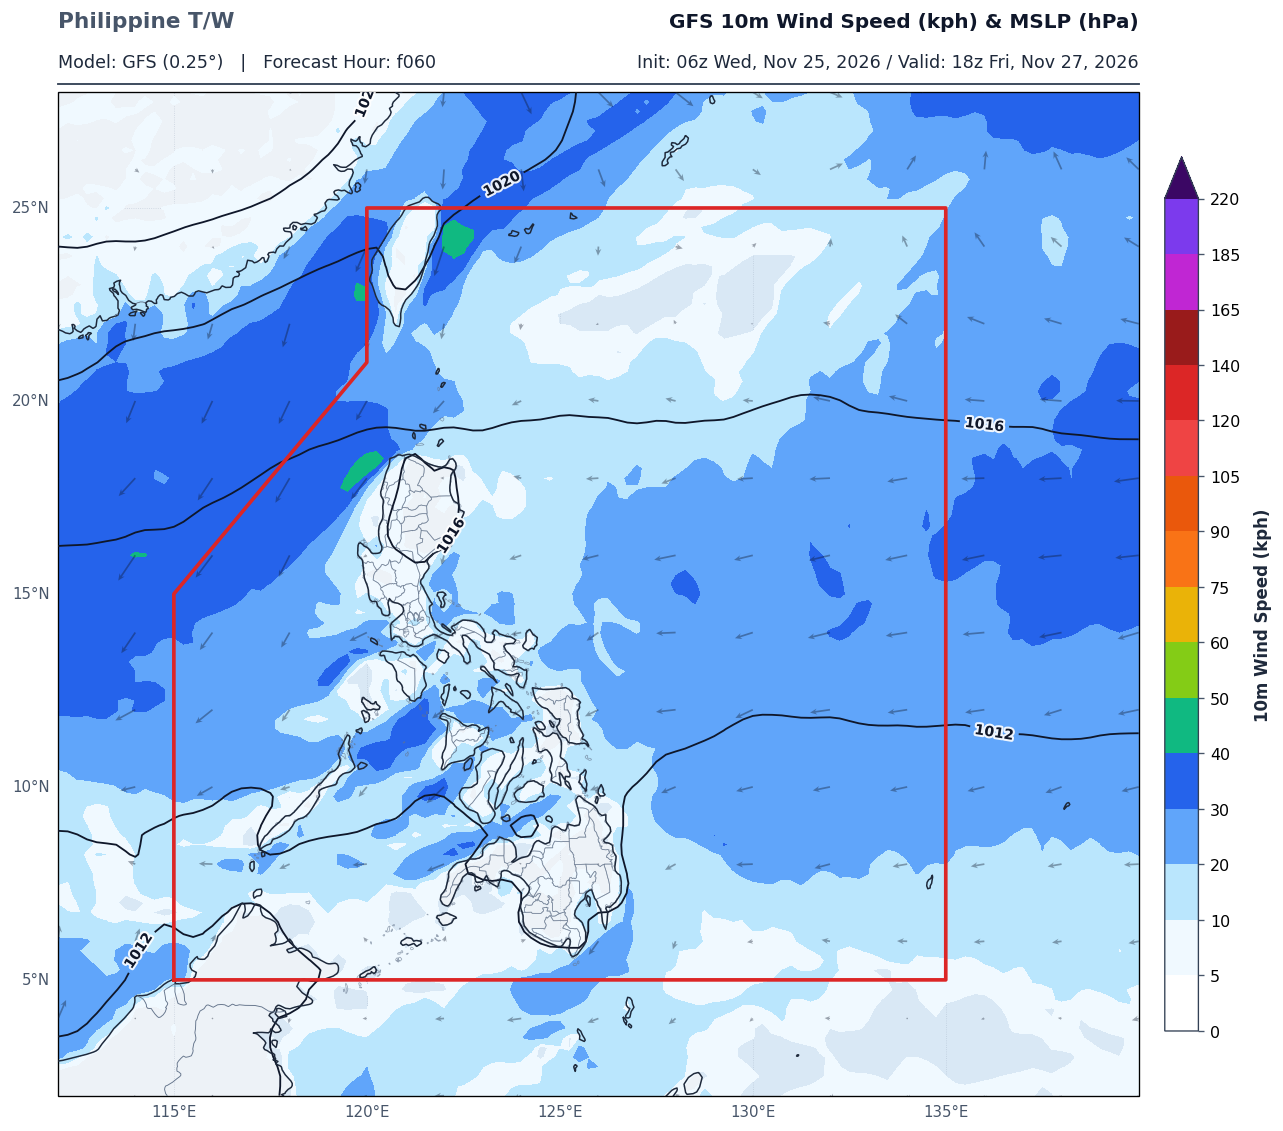 Philippine T/W
GFS 10m Wind Speed (kph) & MSLP (hPa)
Model: GFS (0.25°) | Forecast Hour: f060
Init: 06z Wed, Nov 25, 2026 / Valid: 18z Fri, Nov 27, 2026
1020
1016
1016
1012
1012
25°N
20°N
15°N
10°N
5°N
115°E
120°E
125°E
130°E
135°E
220
185
165
140
120
105
90
75
60
50
40
30
20
10
5
0
10m Wind Speed (kph)